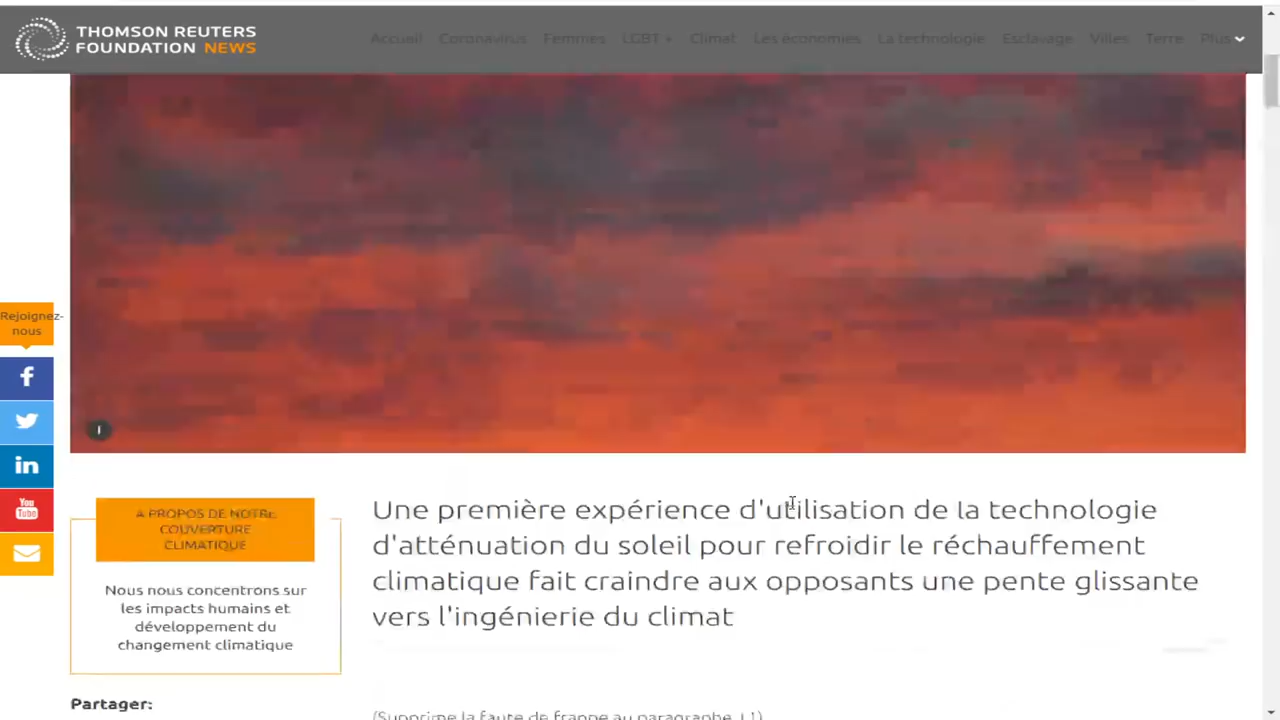 THOMSON REUTERS
FOUNDATION NEWS
Accueil Coronavirus Femmes LGBT+ Climat Les économies La technologie Esclavage Villes Terre Plus
Rejoignez-
nous
f
in
You
Tube
A PROPOS DE NOTRE
COUVERTURE
CLIMATIQUE
Nous nous concentrons sur
les impacts humains et
développement du
changement climatique
Partager:
Une première expérience d'utilisation de la technologie
d'atténuation du soleil pour refroidir le réchauffement
climatique fait craindre aux opposants une pente glissante
vers l'ingénierie du climat
(Supprime la faute de frappe au paragraphe